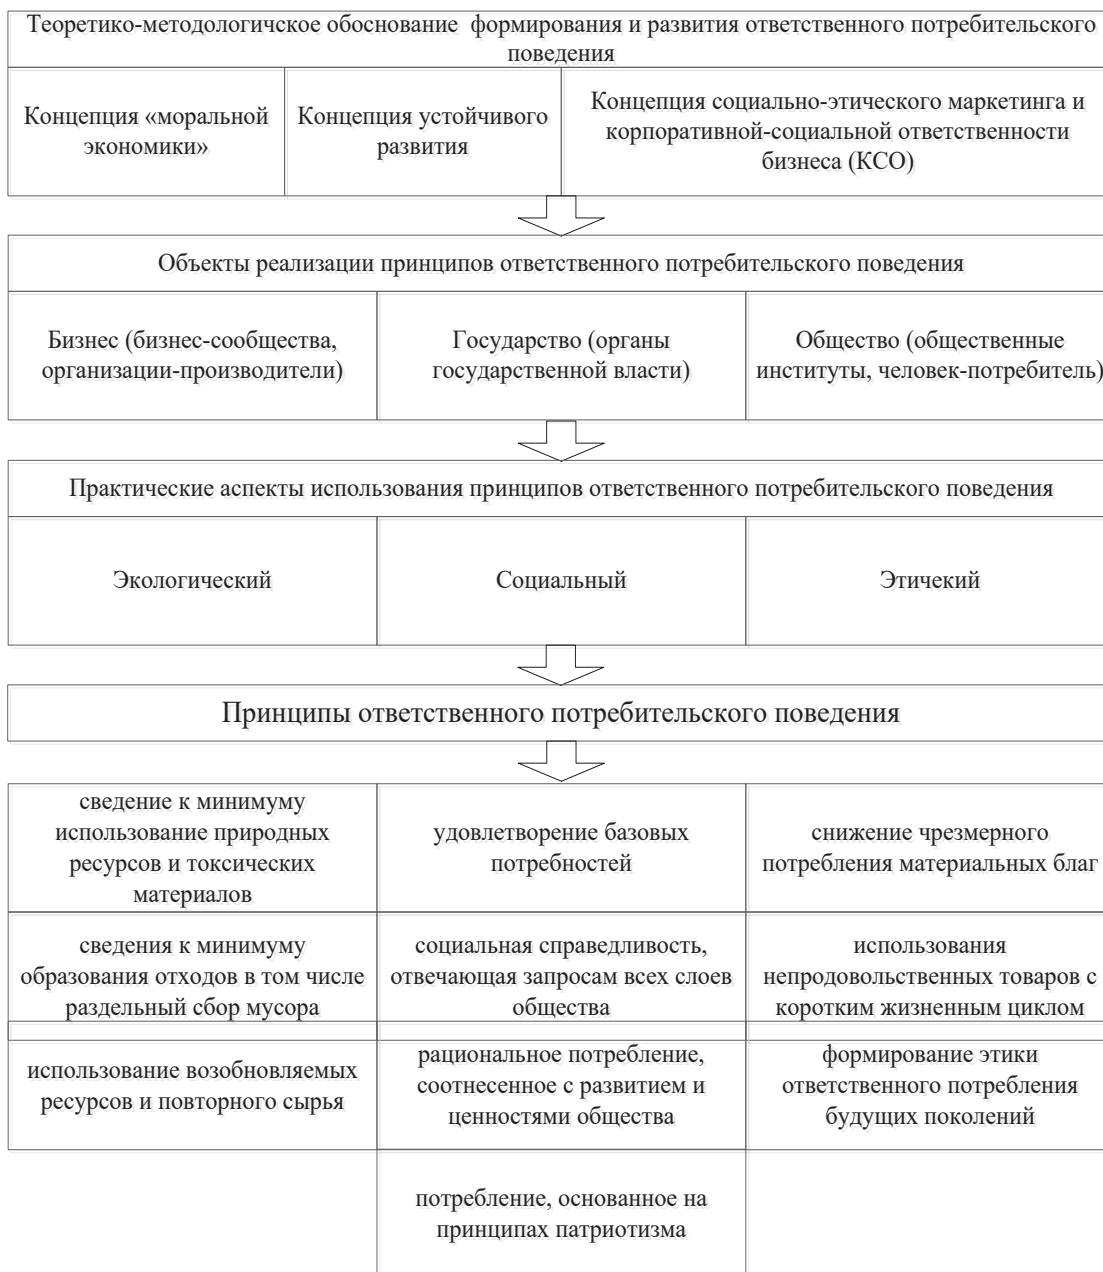 Теоретико-методологичское обоснование формирования и развития ответственного потребительского
поведения
Концепция «моральной
экономики»
Концепция устойчивого
развития
Концепция социально-этического маркетинга и
корпоративной-социальной ответственности
бизнеса (КСО)
Объекты реализации принципов ответственного потребительского поведения
Бизнес (бизнес-сообщества,
организации-производители)
Государство (органы
государственной власти)
Общество (общественные
институты, человек-потребитель)
Практические аспекты использования принципов ответственного потребительского поведения
Экологический
Социальный
Этичекий
Принципы ответственного потребительского поведения
сведение к минимуму
использование природных
ресурсов и токсических
материалов
удовлетворение базовых
потребностей
снижение чрезмерного
потребления материальных благ
сведения к минимуму
образования отходов в том числе
раздельный сбор мусора
социальная справедливость,
отвечающая запросам всех слоев
общества
использования
непродовольственных товаров с
коротким жизненным циклом
использование возобновляемых
ресурсов и повторного сырья
рациональное потребление,
соотнесенное с развитием и
ценностями общества
формирование этики
ответственного потребления
будущих поколений
потребление, основанное на
принципах патриотизма